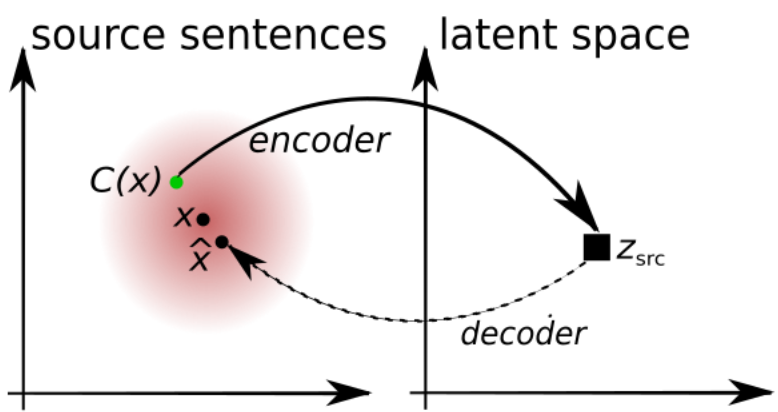 source sentences
latent space
encoder
C(x)
x
x̂
z_src
decoder